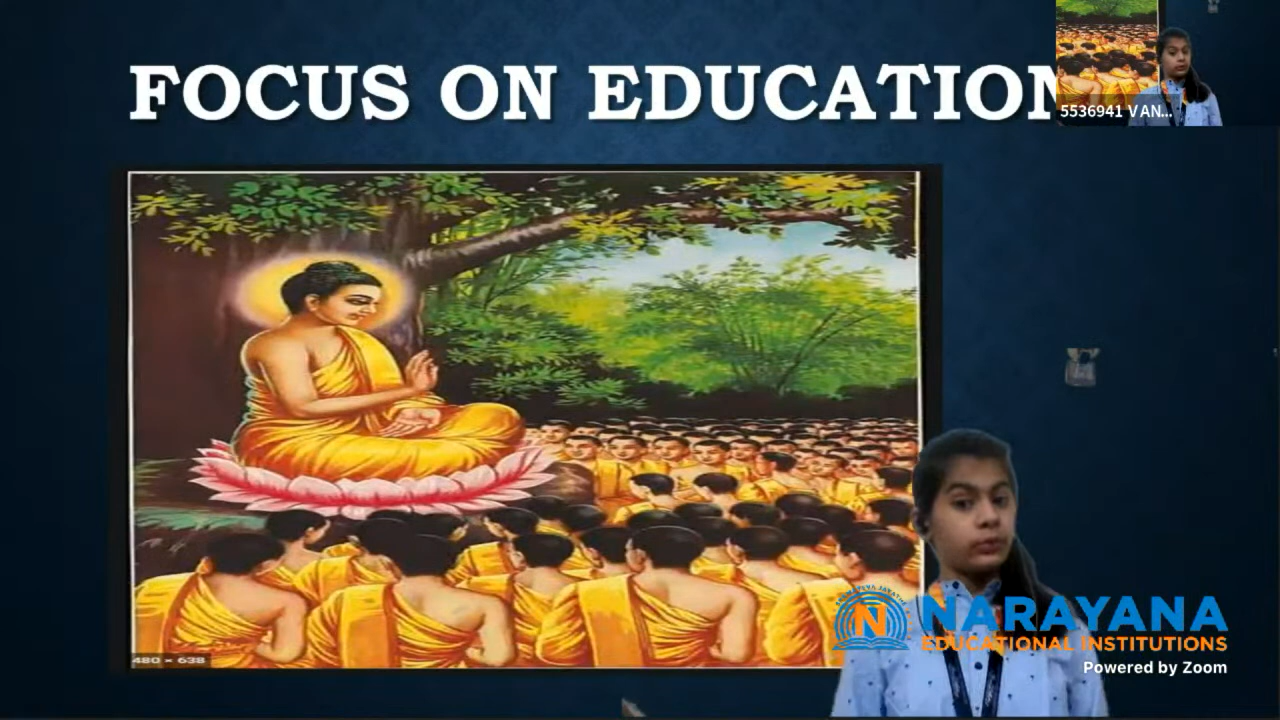 FOCUS ON EDUCATION
5536941 V AN...
480 × 638
NARAYANA
EDUCATIONAL INSTITUTIONS
Powered by Zoom